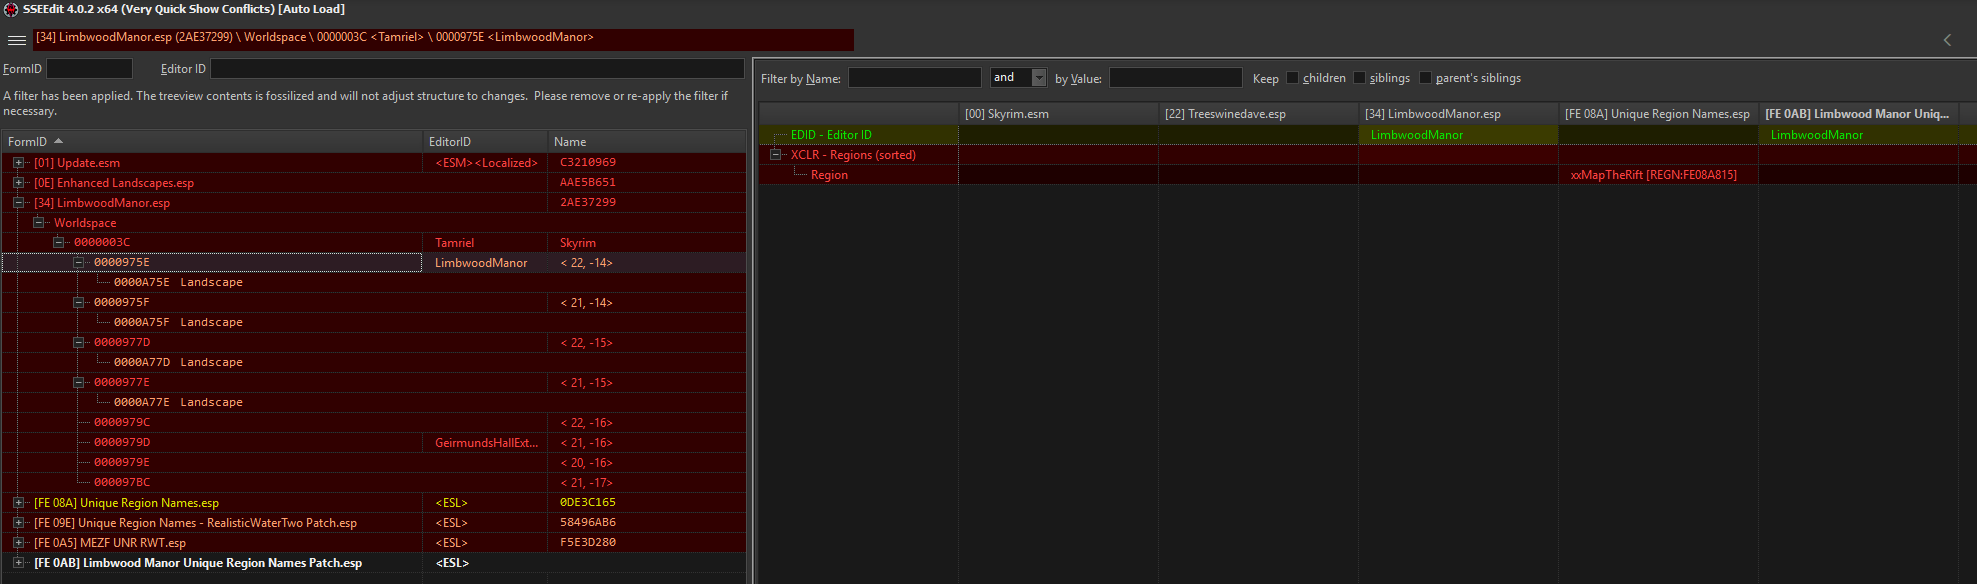 SSEEdit 4.0.2 x64 (Very Quick Show Conflicts) [Auto Load]
[34] LimbwoodManor.esp (2AE37299) \ Worldspace \ 0000003C <Tamriel> \ 0000975E <LimbwoodManor>
FormID Editor ID
A filter has been applied. The treeview contents is fossilized and will not adjust structure to changes. Please remove or re-apply the filter if
necessary.
FormID EditorID Name
[01] Update.esm <ESM><Localized> C3210969
[0E] Enhanced Landscapes.esp AAE5B651
[34] LimbwoodManor.esp 2AE37299
Worldspace
0000003C Tamriel Skyrim
0000975E LimbwoodManor < 22, -14>
0000A75E Landscape
0000975F < 21, -14>
0000A75F Landscape
0000977D < 22, -15>
0000A77D Landscape
0000977E < 21, -15>
0000A77E Landscape
0000979C < 22, -16>
0000979D GeirmundsHallExt... < 21, -16>
0000979E < 20, -16>
000097BC < 21, -17>
[FE 08A] Unique Region Names.esp <ESL> 0DE3C165
[FE 09E] Unique Region Names - RealisticWaterTwo Patch.esp <ESL> 58496AB6
[FE 0A5] MEZF UNR RWT.esp <ESL> F5E3D280
[FE 0AB] Limbwood Manor Unique Region Names Patch.esp <ESL>
Filter by Name: and by Value: Keep children siblings parent's siblings
[00] Skyrim.esm [22] Treeswinedave.esp [34] LimbwoodManor.esp [FE 08A] Unique Region Names.esp [FE 0AB] Limbwood Manor Uniq...
EDID - Editor ID LimbwoodManor LimbwoodManor
XCLR - Regions (sorted)
Region xxMapTheRift [REGN:FE08A815]